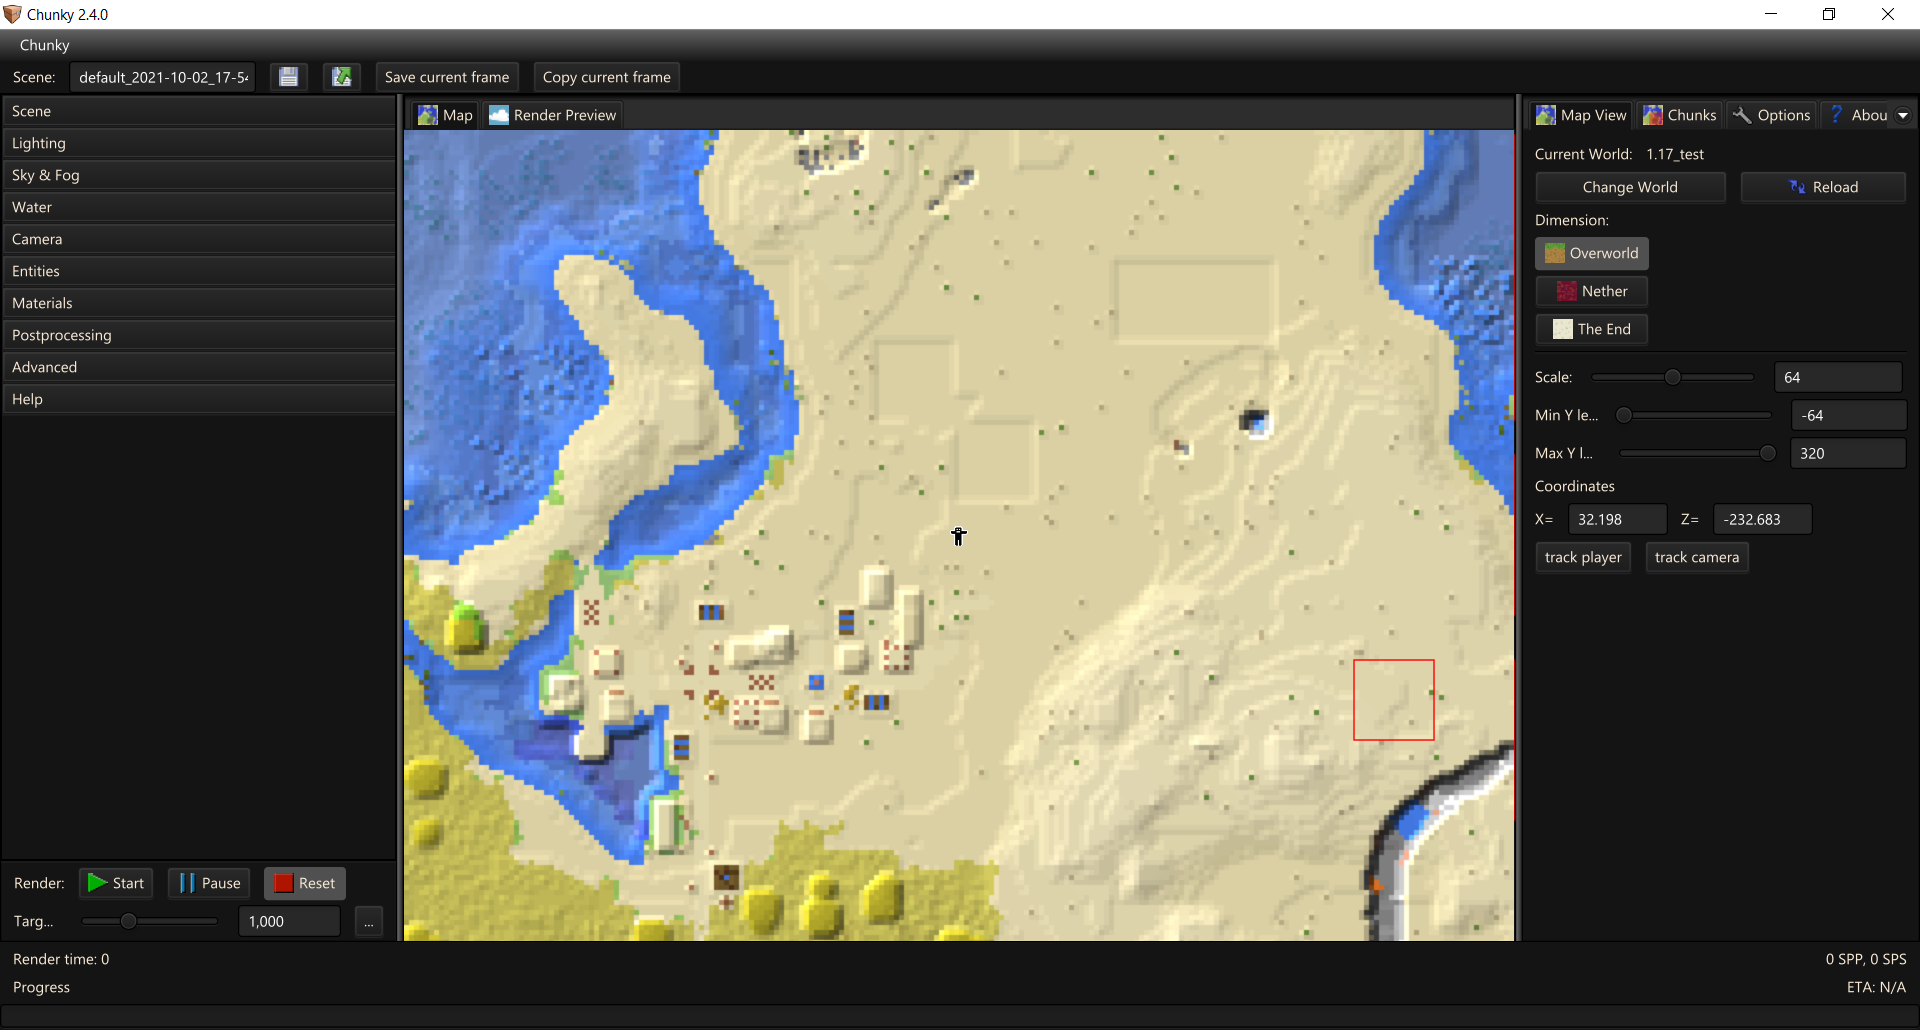 Chunky 2.4.0
Chunky
Scene: default_2021-10-02_17-54 Save current frame Copy current frame
Scene
Lighting
Sky & Fog
Water
Camera
Entities
Materials
Postprocessing
Advanced
Help
Map Render Preview
Map View Chunks Options ? Abou
Current World: 1.17_test
Change World Reload
Dimension:
Overworld
Nether
The End
Scale: 64
Min Y le... -64
Max Y l... 320
Coordinates
X= 32.198 Z= -232.683
track player track camera
Render: Start Pause Reset
Targ... 1,000 ...
Render time: 0 0 SPP, 0 SPS
Progress ETA: N/A